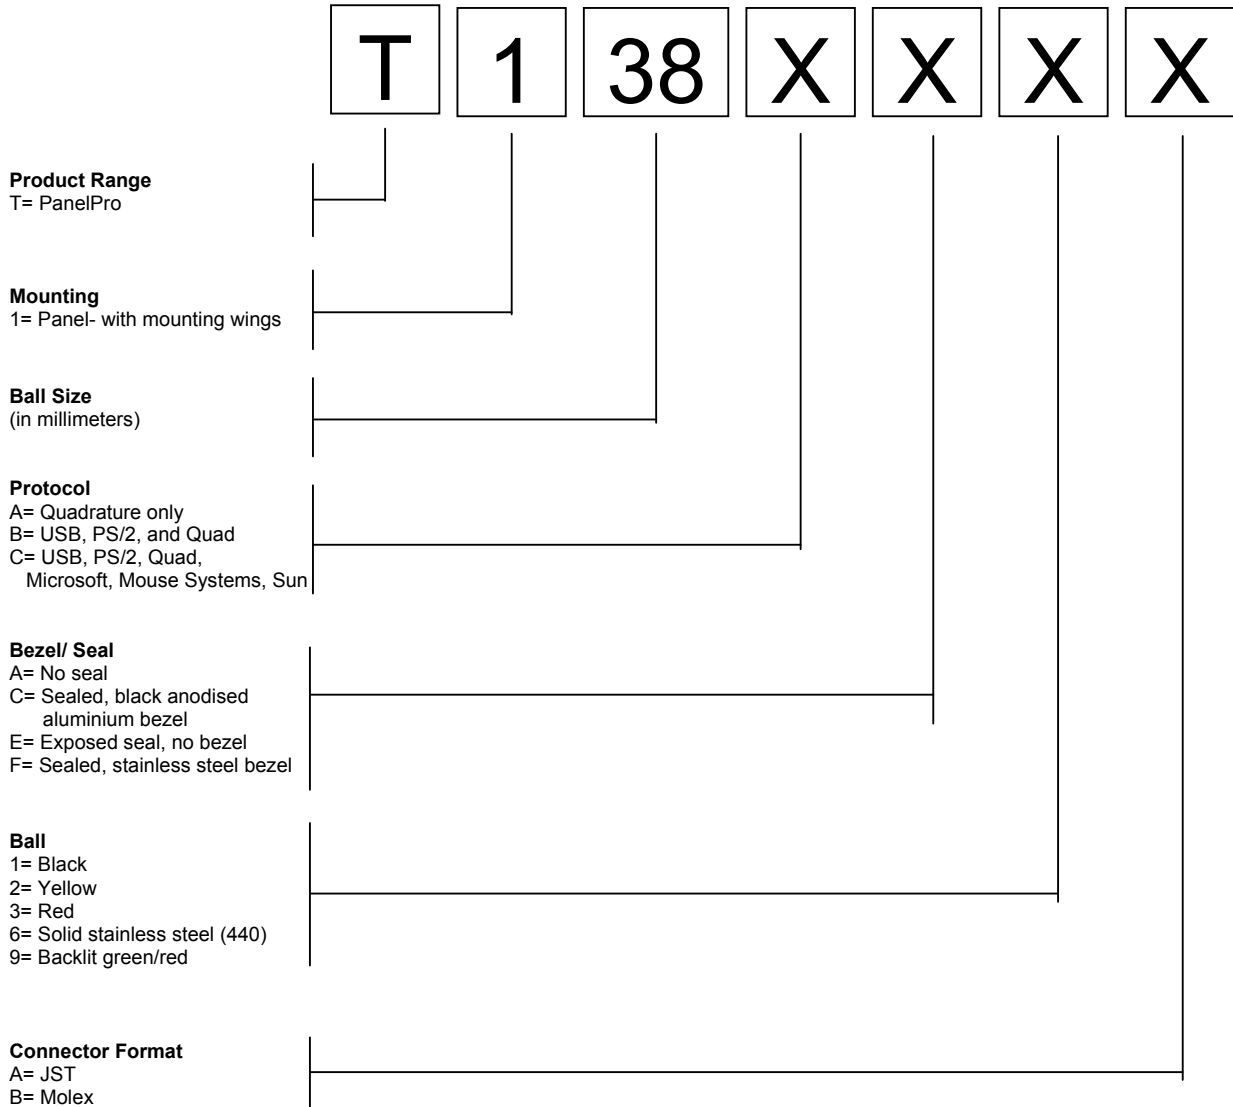 T 1 38 X X X X
Product Range
T= PanelPro
Mounting
1= Panel- with mounting wings
Ball Size
(in millimeters)
Protocol
A= Quadrature only
B= USB, PS/2, and Quad
C= USB, PS/2, Quad,
Microsoft, Mouse Systems, Sun
Bezel/ Seal
A= No seal
C= Sealed, black anodised
aluminium bezel
E= Exposed seal, no bezel
F= Sealed, stainless steel bezel
Ball
1= Black
2= Yellow
3= Red
6= Solid stainless steel (440)
9= Backlit green/red
Connector Format
A= JST
B= Molex